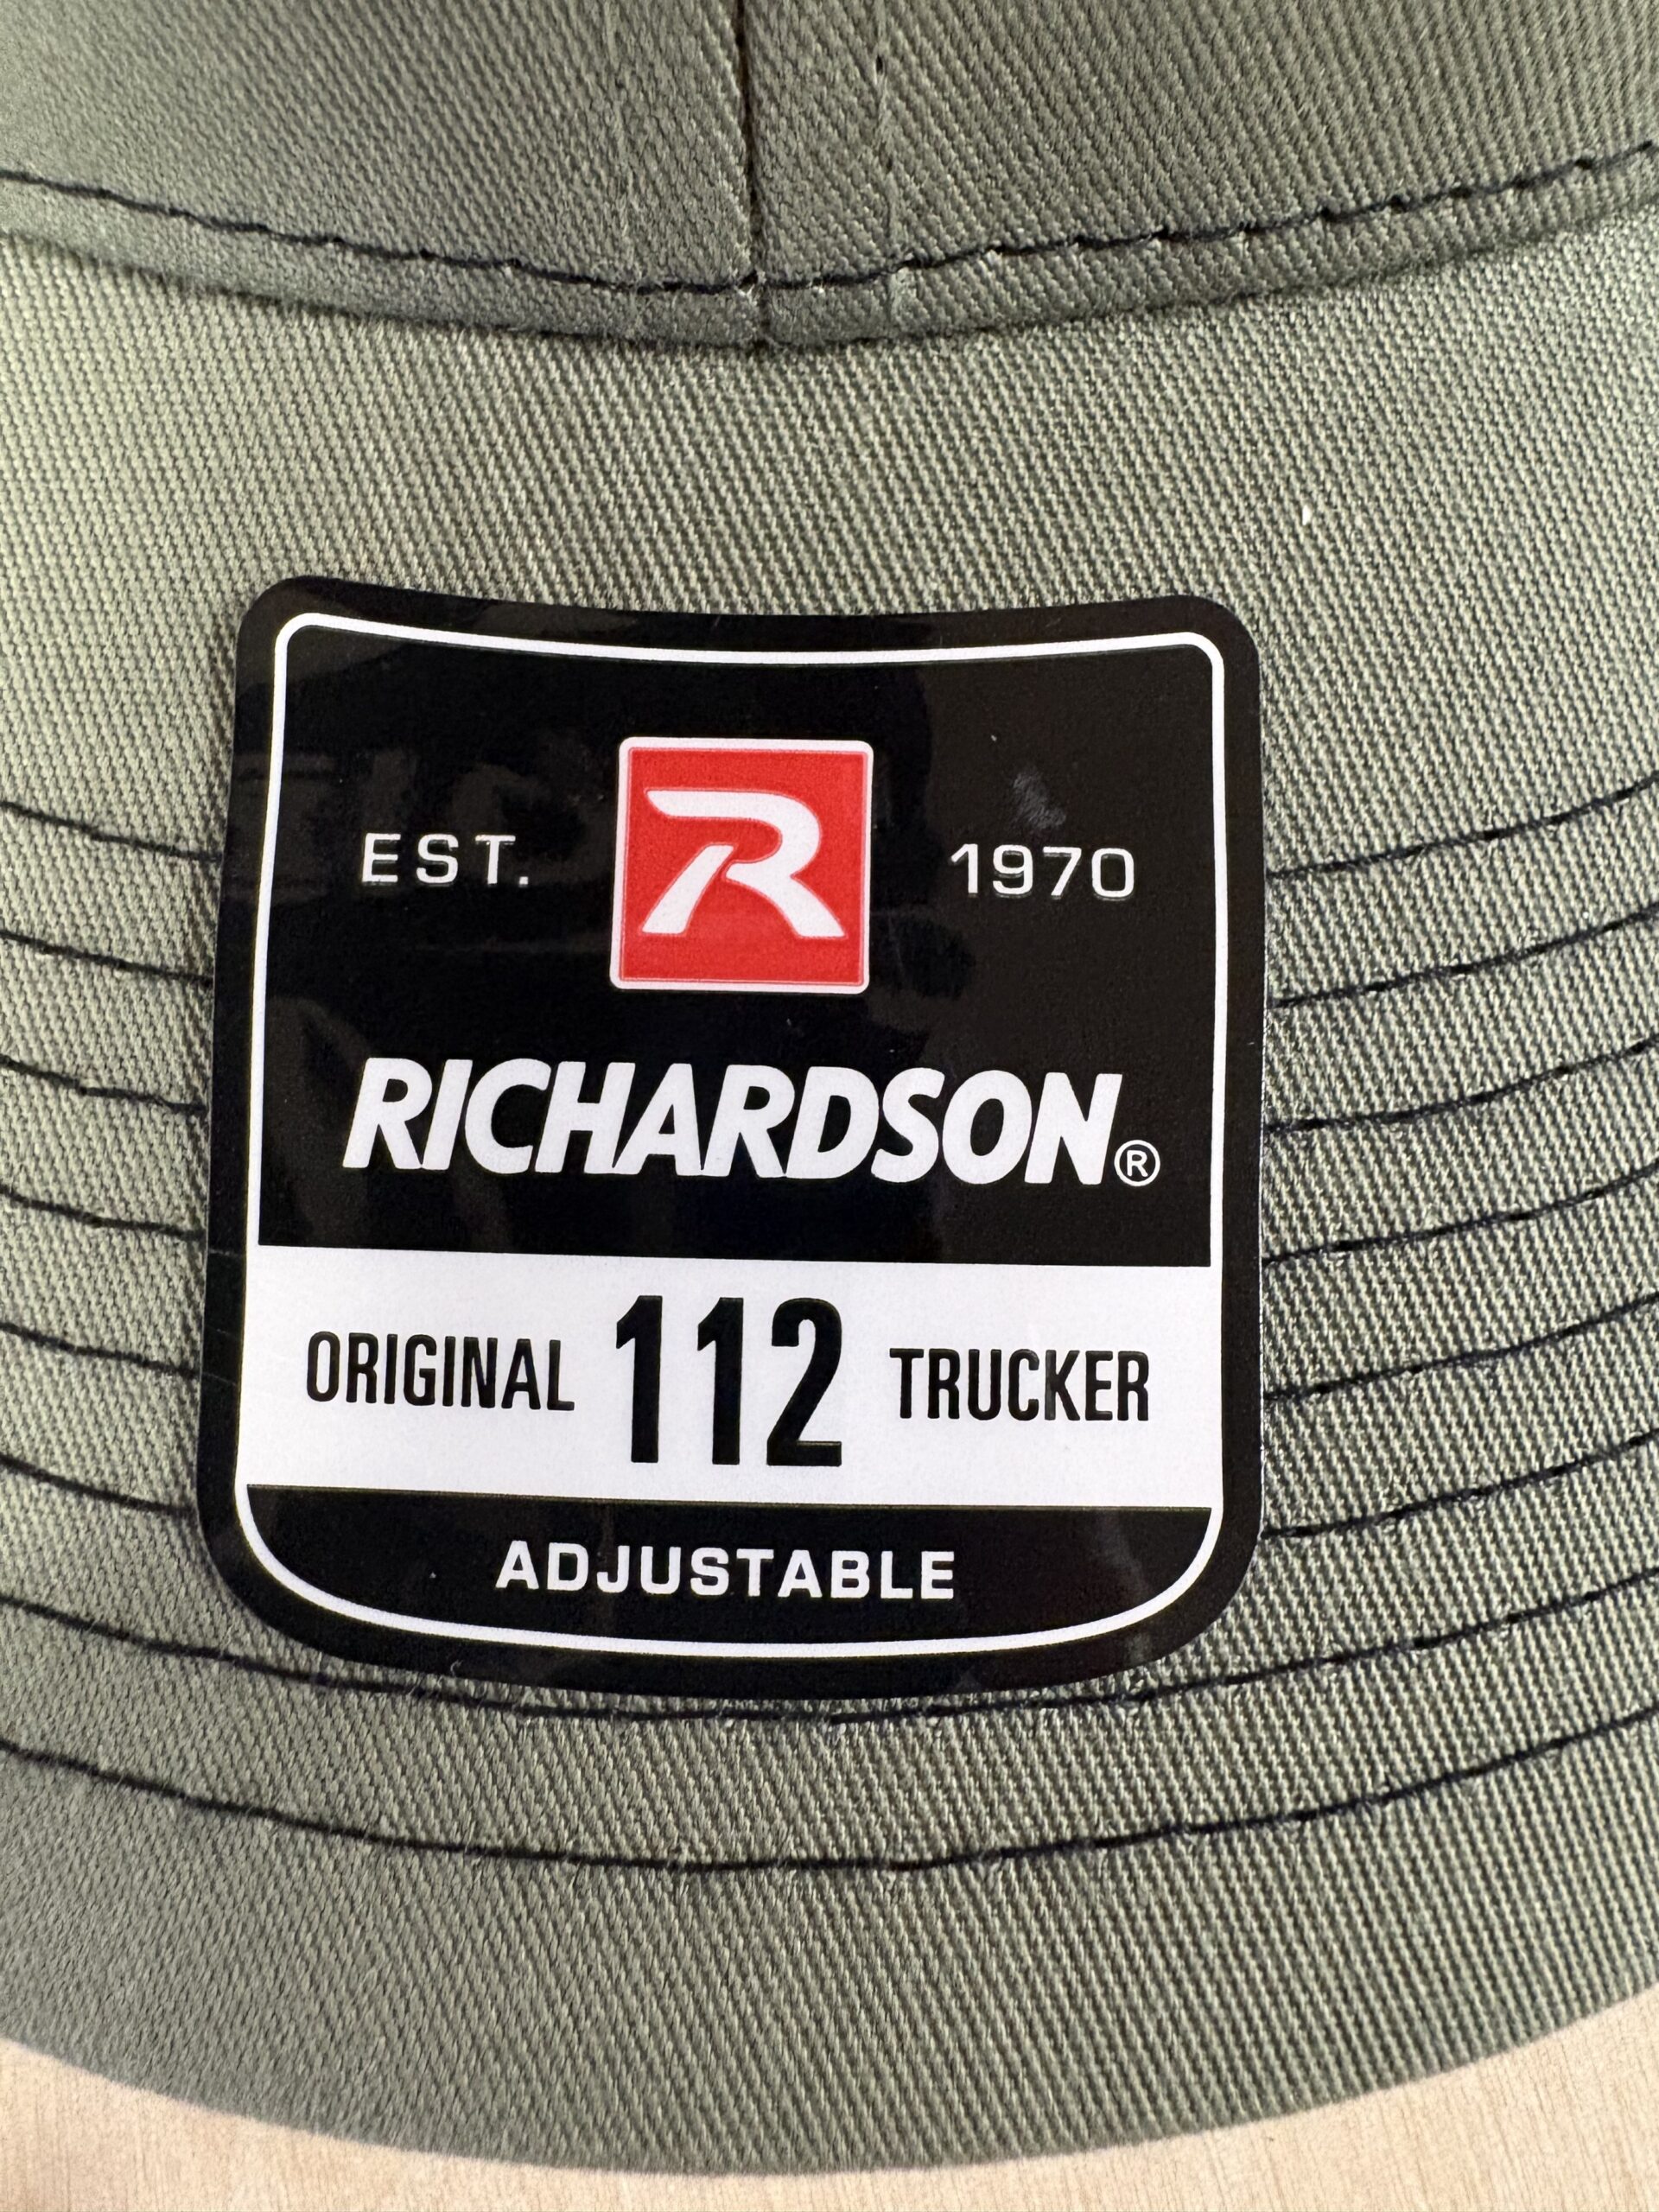 EST. R 1970
RICHARDSON®
ORIGINAL 112 TRUCKER
ADJUSTABLE